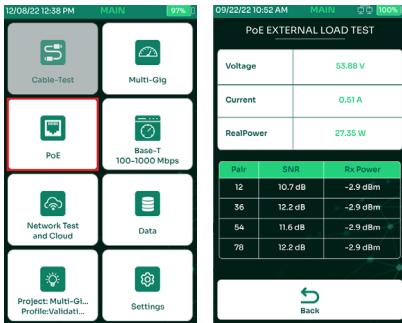 12/08/22 12:38 PM MAIN 97%
Cable-Test
Multi-Gig
PoE
Base-T
100-1000 Mbps
Network Test
and Cloud
Data
Project: Multi-Gi...
Profile:Validati...
Settings
09/22/22 10:52 AM MAIN 100%
PoE EXTERNAL LOAD TEST
Voltage 53.88 V
Current 0.51 A
RealPower 27.35 W
Pair SNR Rx Power
12 10.7 dB -2.9 dBm
36 12.2 dB -2.9 dBm
54 11.6 dB -2.9 dBm
78 12.2 dB -2.9 dBm
Back